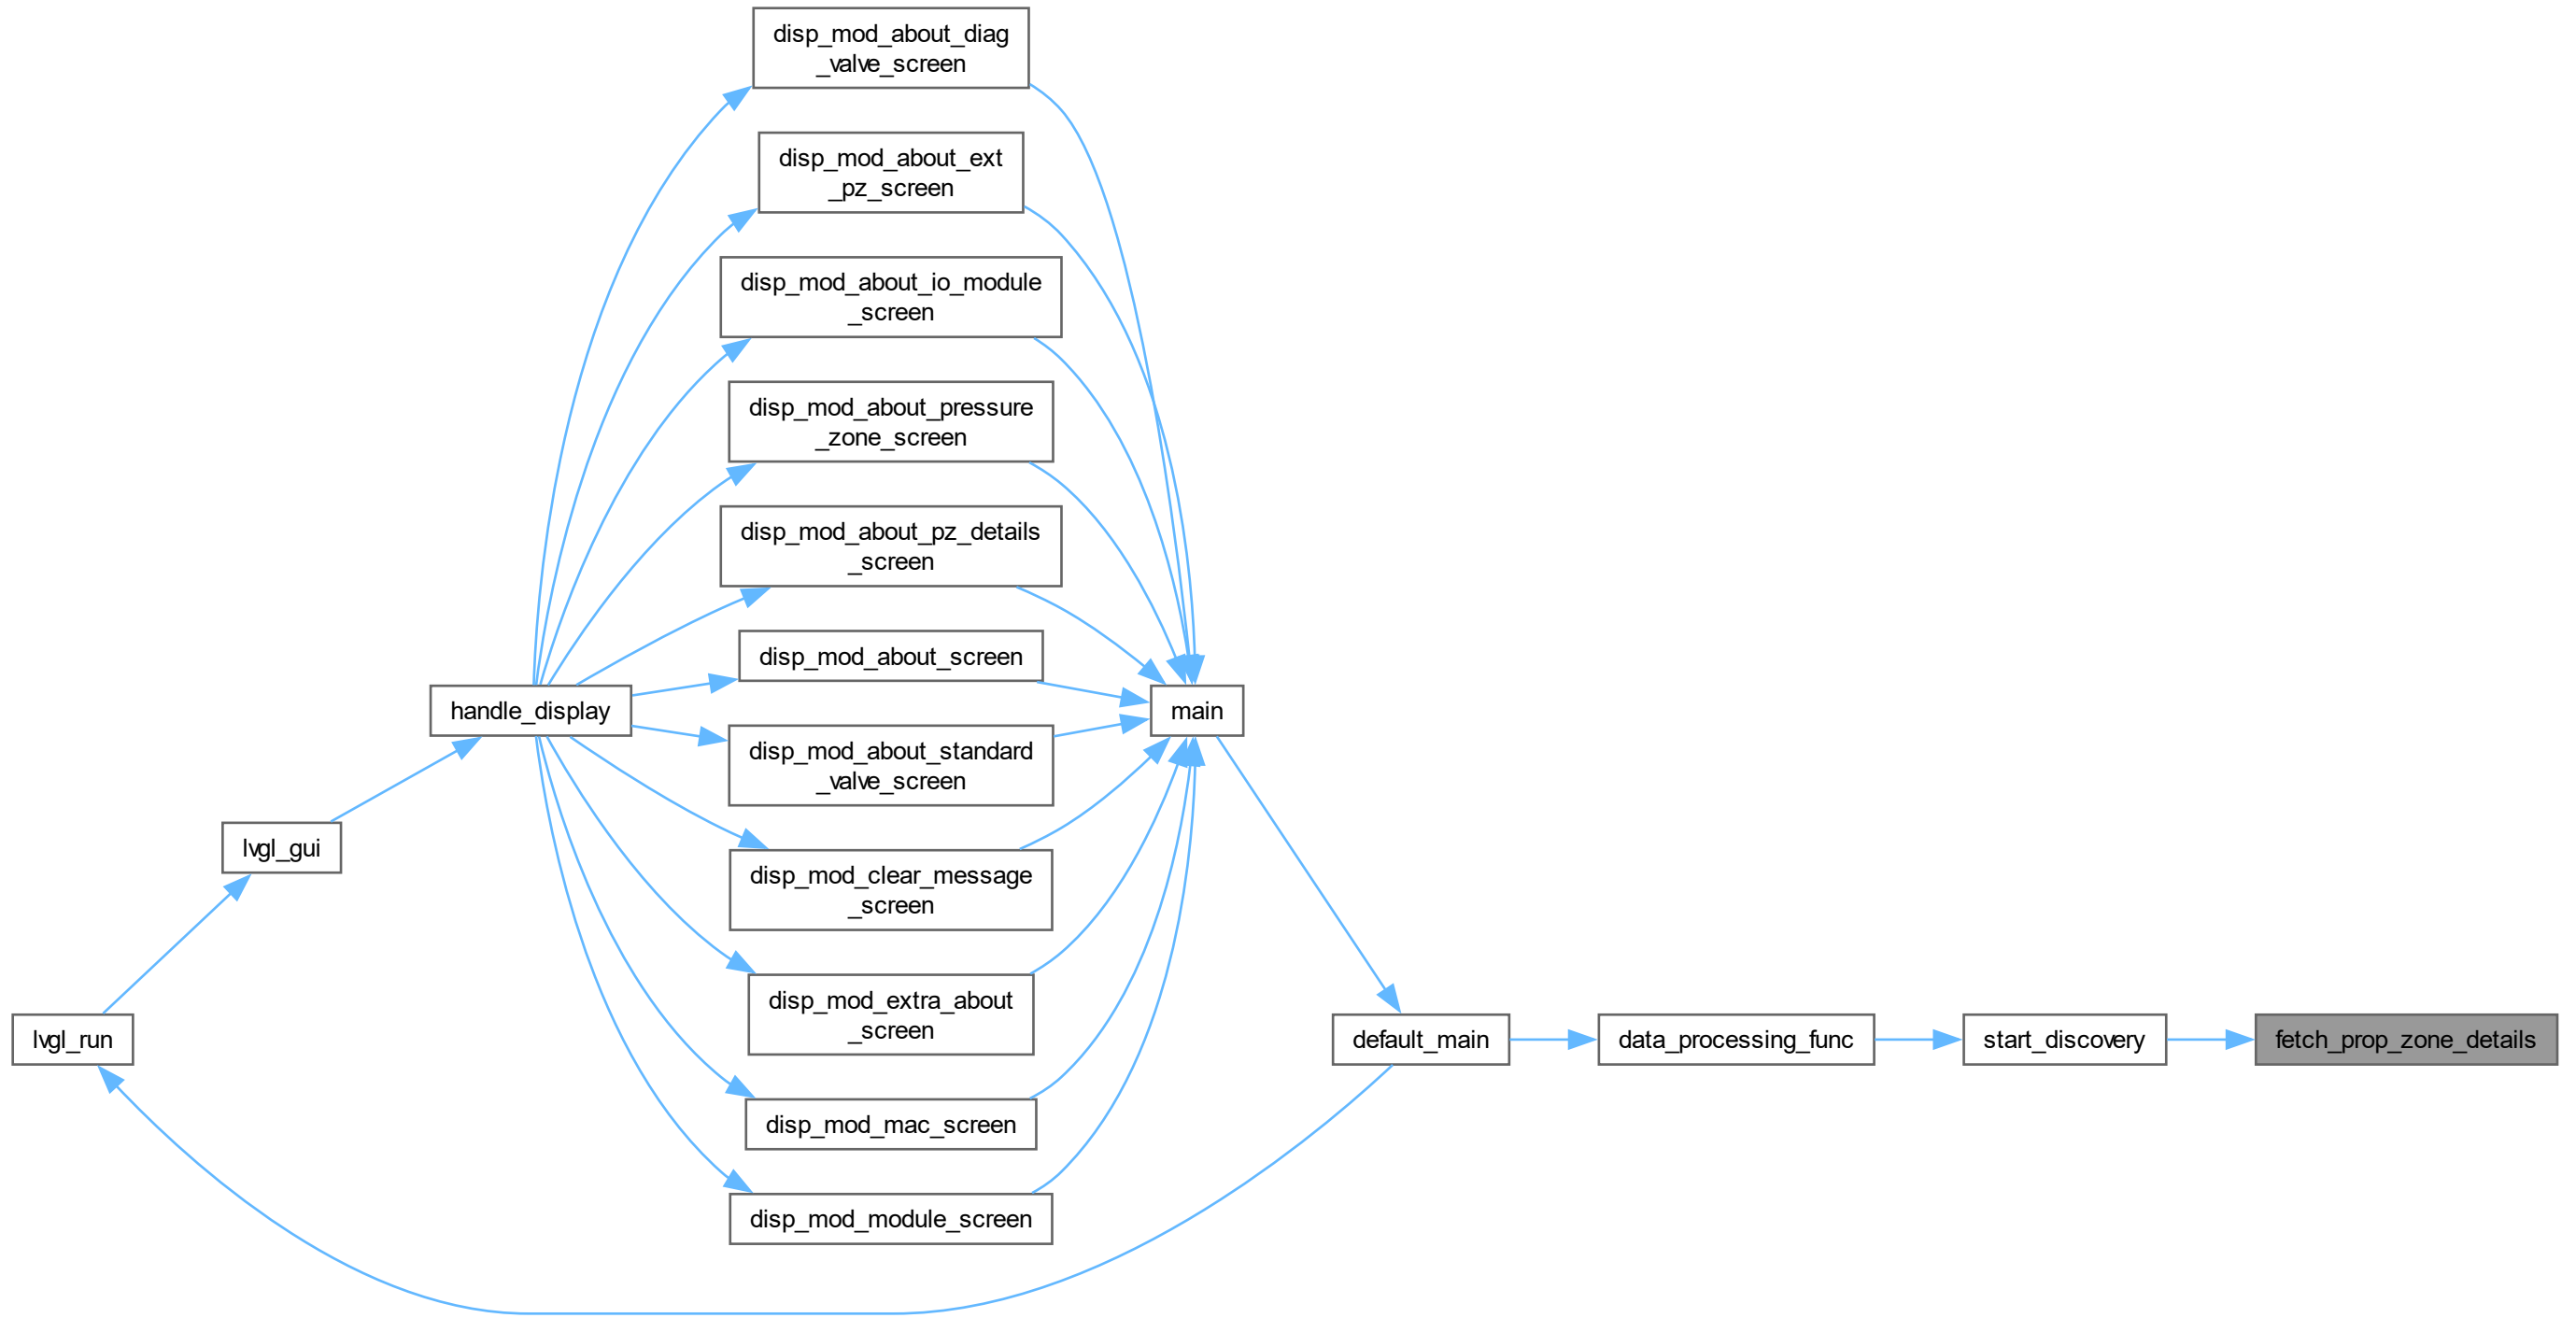 disp_mod_about_diag
_valve_screen
disp_mod_about_ext
_pz_screen
disp_mod_about_io_module
_screen
disp_mod_about_pressure
_zone_screen
disp_mod_about_pz_details
_screen
disp_mod_about_screen
handle_display
main
disp_mod_about_standard
_valve_screen
lvgl_gui
disp_mod_clear_message
_screen
disp_mod_extra_about
_screen
lvgl_run
default_main
data_processing_func
start_discovery
fetch_prop_zone_details
disp_mod_mac_screen
disp_mod_module_screen